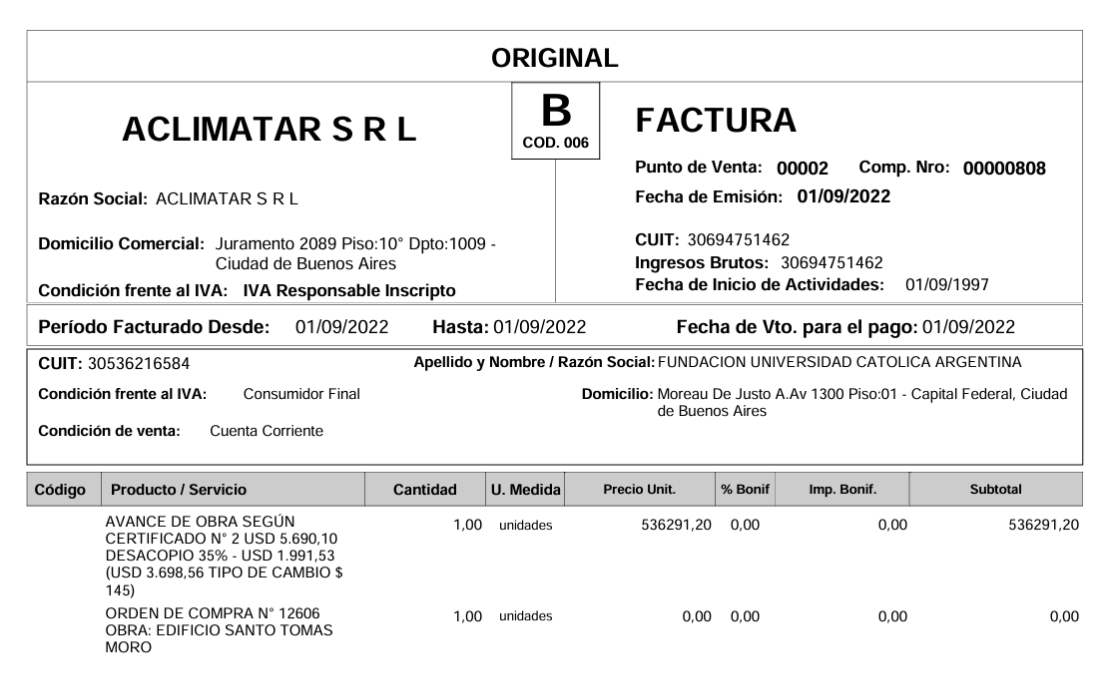 ORIGINAL
ACLIMATAR S R L
B
COD. 006
FACTURA
Punto de Venta: 00002 Comp. Nro: 00000808
Fecha de Emisión: 01/09/2022
Razón Social: ACLIMATAR S R L
Domicilio Comercial: Juramento 2089 Piso:10° Dpto:1009 -
Ciudad de Buenos Aires
Condición frente al IVA: IVA Responsable Inscripto
CUIT: 30694751462
Ingresos Brutos: 30694751462
Fecha de Inicio de Actividades: 01/09/1997
Período Facturado Desde: 01/09/2022 Hasta: 01/09/2022 Fecha de Vto. para el pago: 01/09/2022
CUIT: 30536216584 Apellido y Nombre / Razón Social: FUNDACION UNIVERSIDAD CATOLICA ARGENTINA
Condición frente al IVA: Consumidor Final Domicilio: Moreau De Justo A.Av 1300 Piso:01 - Capital Federal, Ciudad
de Buenos Aires
Condición de venta: Cuenta Corriente
Código Producto / Servicio Cantidad U. Medida Precio Unit. % Bonif Imp. Bonif. Subtotal
AVANCE DE OBRA SEGÚN 1,00 unidades 536291,20 0,00 0,00 536291,20
CERTIFICADO N° 2 USD 5.690,10
DESACOPIO 35% - USD 1.991,53
(USD 3.698,56 TIPO DE CAMBIO $
145)
ORDEN DE COMPRA N° 12606 1,00 unidades 0,00 0,00 0,00 0,00
OBRA: EDIFICIO SANTO TOMAS
MORO